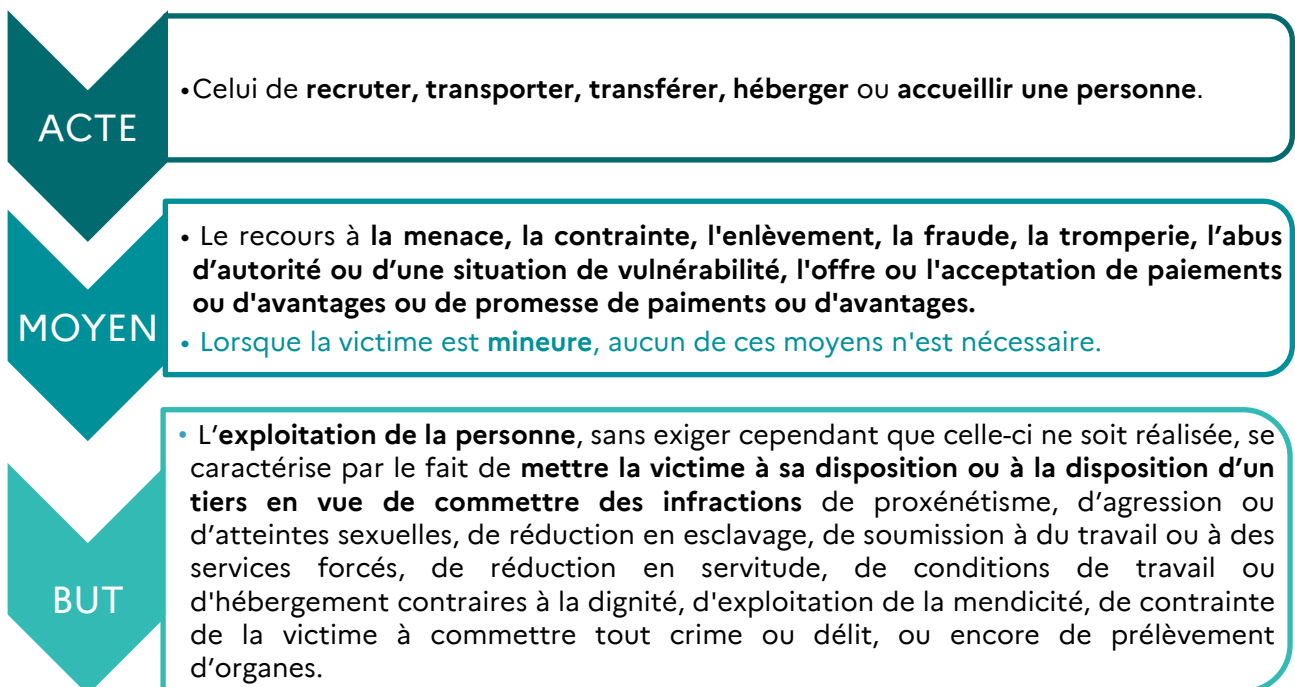 ACTE
•Celui de recruter, transporter, transférer, héberger ou accueillir une personne.
MOYEN
• Le recours à la menace, la contrainte, l'enlèvement, la fraude, la tromperie, l’abus
d’autorité ou d’une situation de vulnérabilité, l'offre ou l'acceptation de paiements
ou d'avantages ou de promesse de paiments ou d'avantages.
• Lorsque la victime est mineure, aucun de ces moyens n'est nécessaire.
BUT
• L’exploitation de la personne, sans exiger cependant que celle-ci ne soit réalisée, se
caractérise par le fait de mettre la victime à sa disposition ou à la disposition d’un
tiers en vue de commettre des infractions de proxénétisme, d’agression ou
d’atteintes sexuelles, de réduction en esclavage, de soumission à du travail ou à des
services forcés, de réduction en servitude, de conditions de travail ou
d'hébergement contraires à la dignité, d'exploitation de la mendicité, de contrainte
de la victime à commettre tout crime ou délit, ou encore de prélèvement
d’organes.